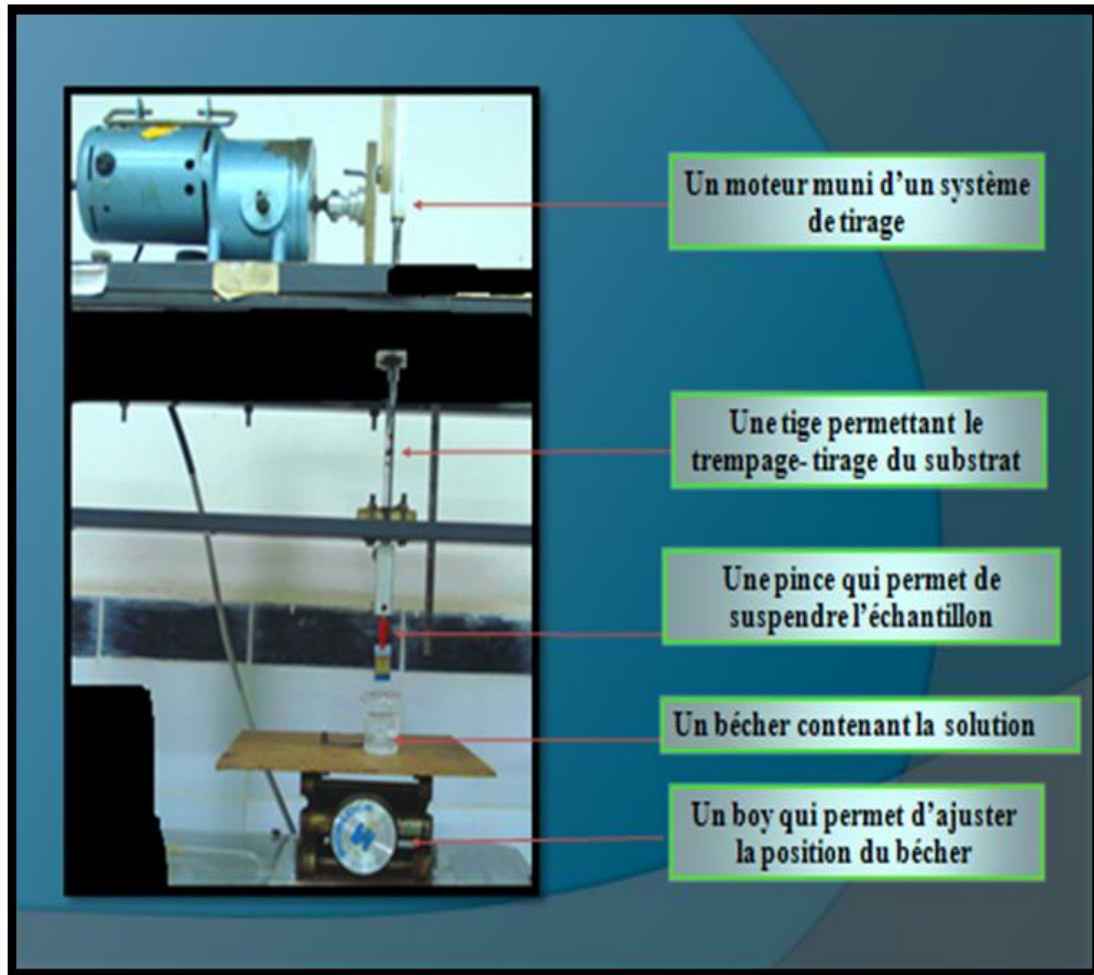 Un moteur muni d'un système
de tirage
Une tige permettant le
trempage- tirage du substrat
Une pince qui permet de
suspendre l'échantillon
Un bécher contenant la solution
Un boy qui permet d'ajuster
la position du bécher